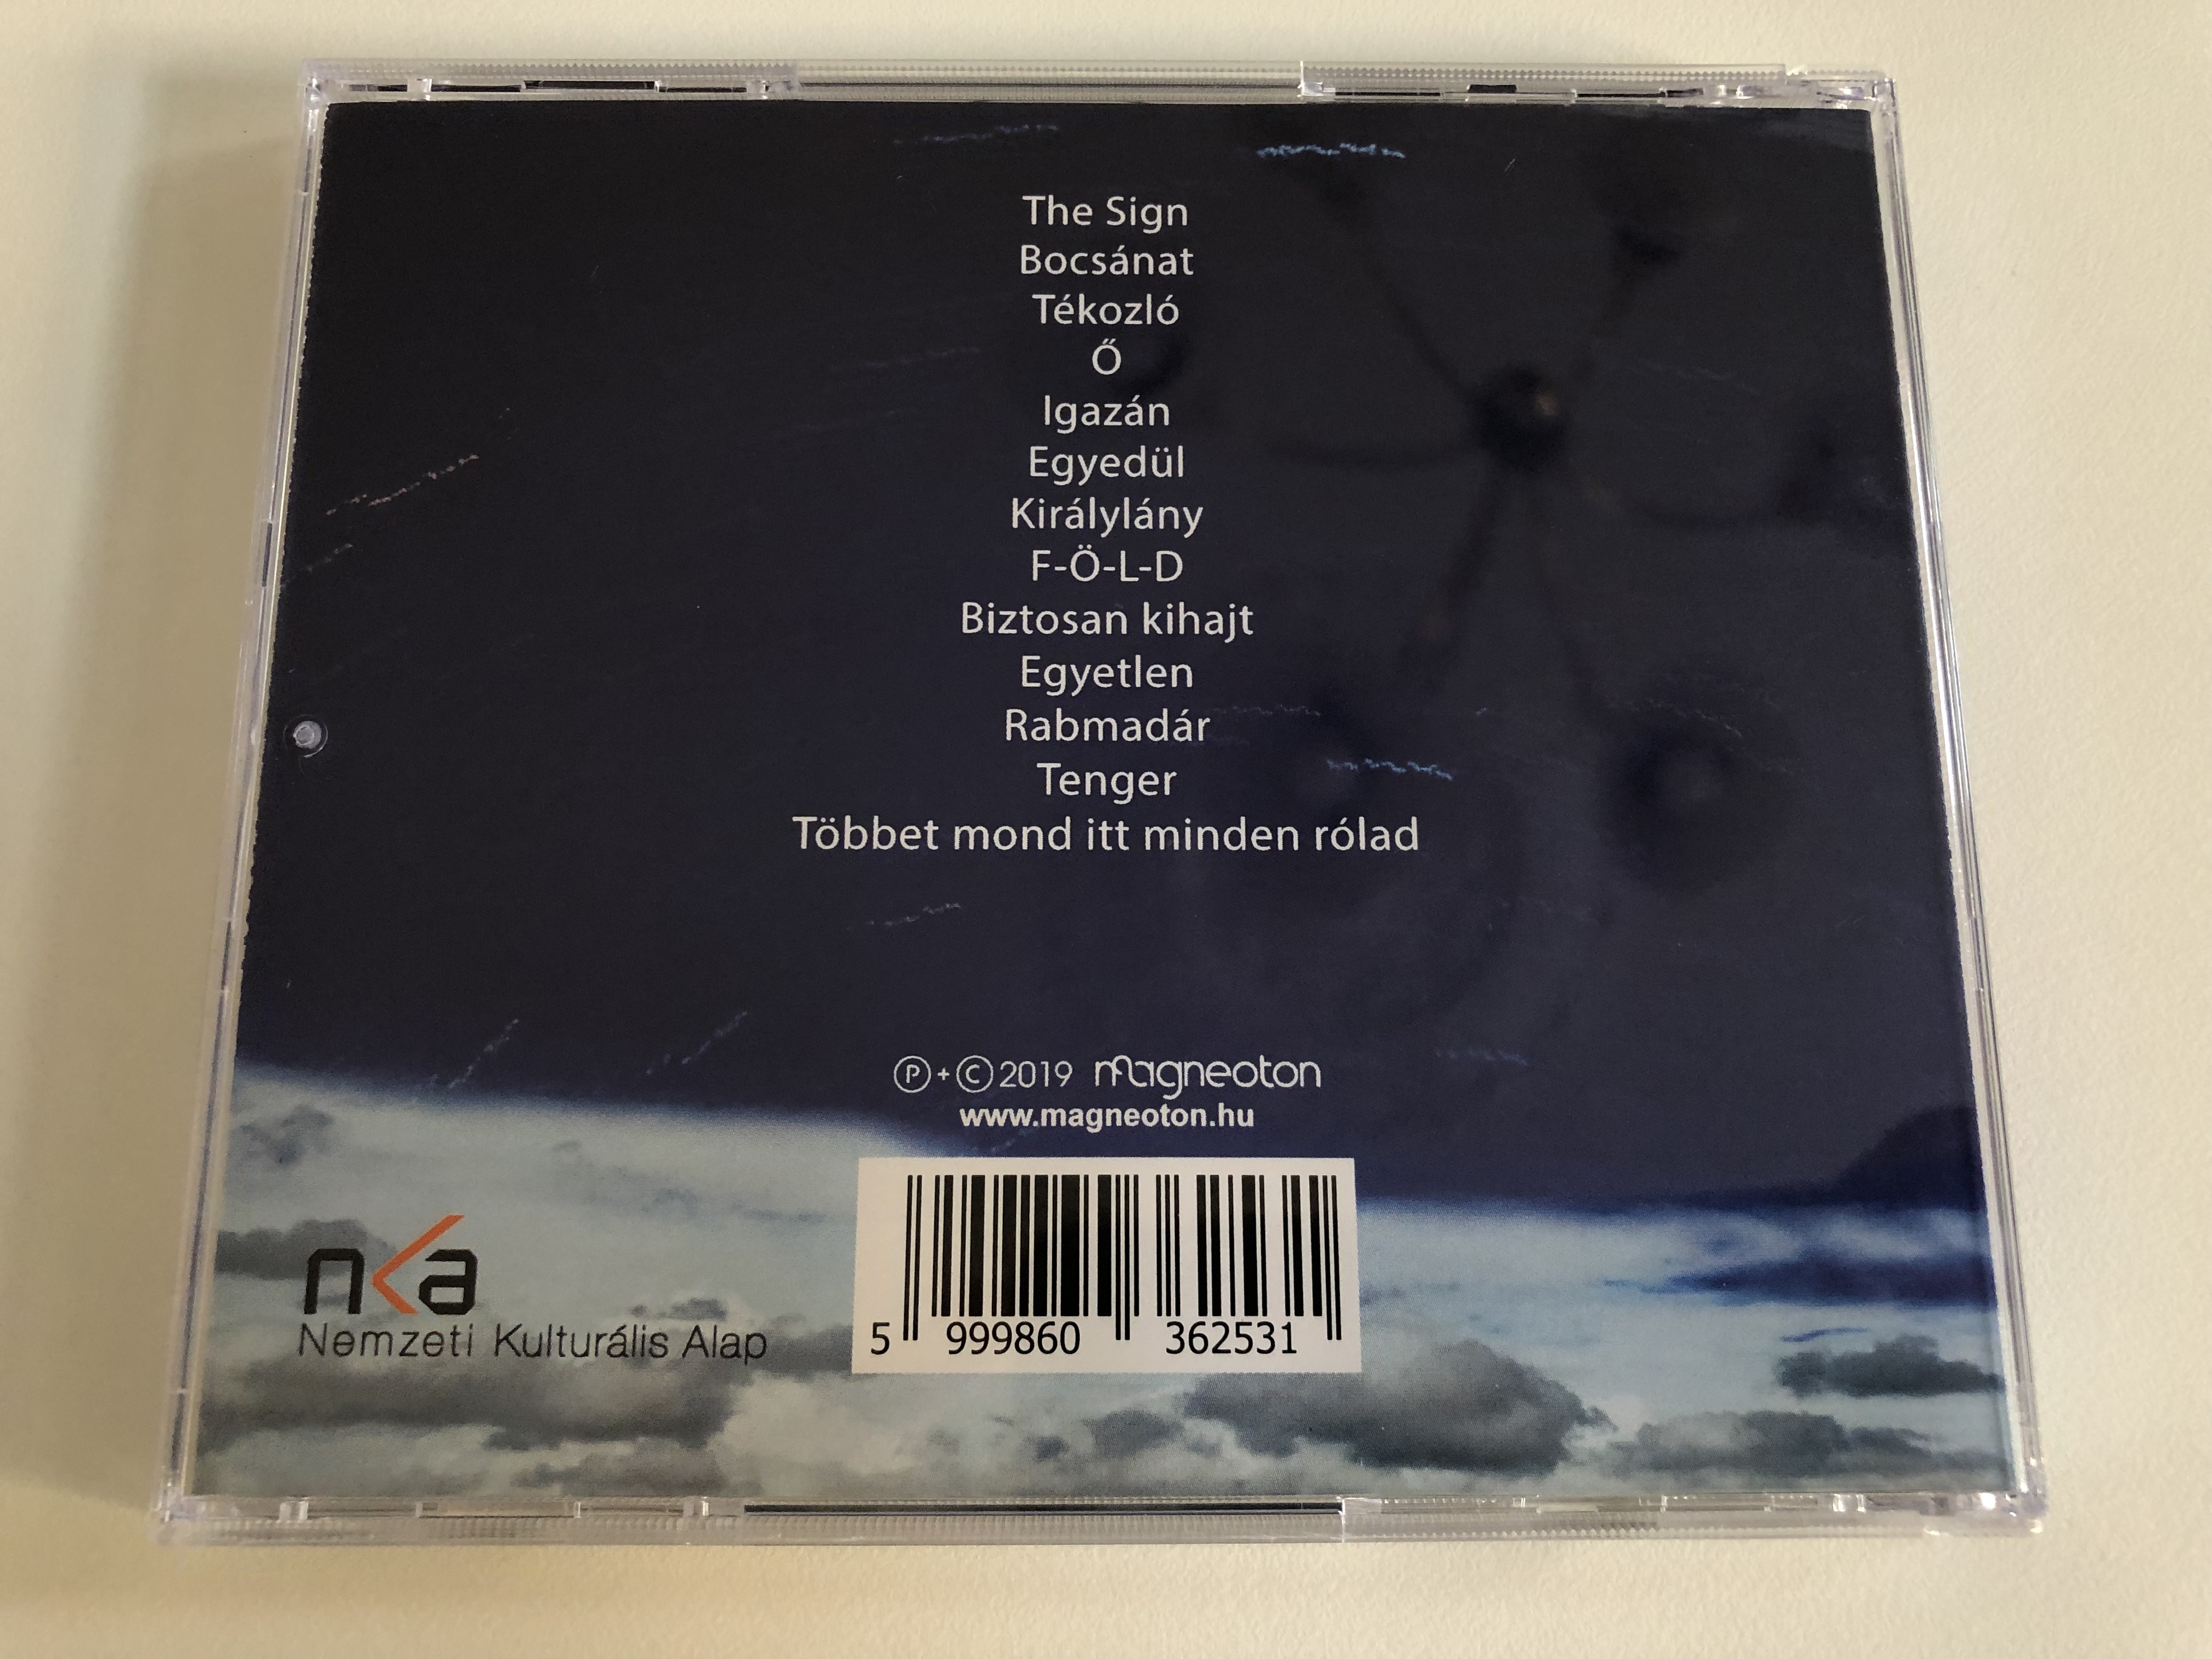 The Sign
Bocsánat
Tékozló
Ő
Igazán
Egyedül
Királylány
F-Ö-L-D
Biztosan kihajt
Egyetlen
Rabmadár
Tenger
Többet mond itt minden rólad
Ⓟ+©2019 magneoton
www.magneoton.hu
nka
Nemzeti Kulturális Alap
5 999860 362531